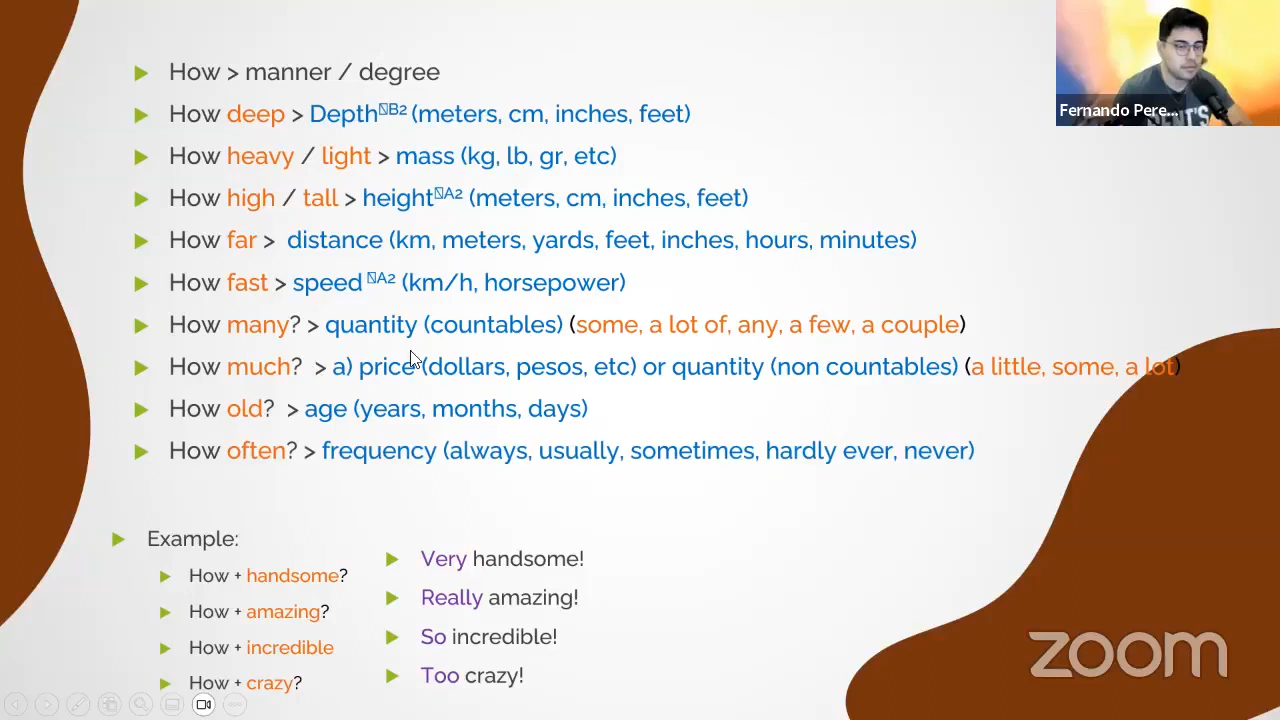 How > manner / degree
How deep > Depth B2 (meters, cm, inches, feet)
How heavy / light > mass (kg, lb, gr, etc)
How high / tall > height A2 (meters, cm, inches, feet)
How far > distance (km, meters, yards, feet, inches, hours, minutes)
How fast > speed A2 (km/h, horsepower)
How many? > quantity (countables) (some, a lot of, any, a few, a couple)
How much? > a) price (dollars, pesos, etc) or quantity (non countables) (a little, some, a lot)
How old? > age (years, months, days)
How often? > frequency (always, usually, sometimes, hardly ever, never)
Example:
How + handsome?
How + amazing?
How + incredible
How + crazy?
Very handsome!
Really amazing!
So incredible!
Too crazy!
Fernando Pere...
zoom